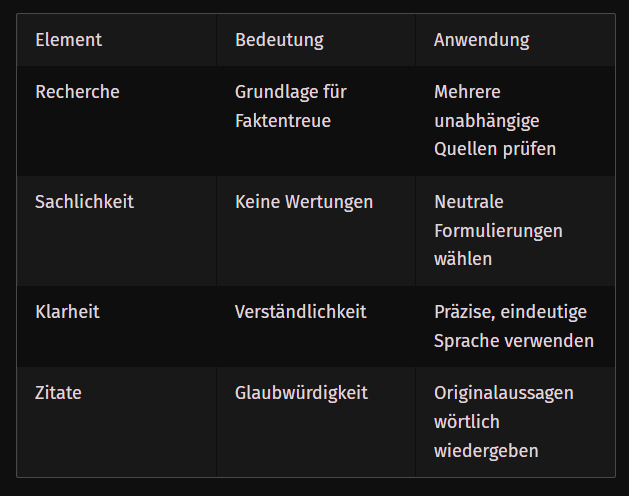 Element Bedeutung Anwendung
Recherche Grundlage für Mehrere
Faktentreue unabhängige
Quellen prüfen
Sachlichkeit Keine Wertungen Neutrale
Formulierungen
wählen
Klarheit Verständlichkeit Präzise, eindeutige
Sprache verwenden
Zitate Glaubwürdigkeit Originalaussagen
wörtlich
wiedergeben